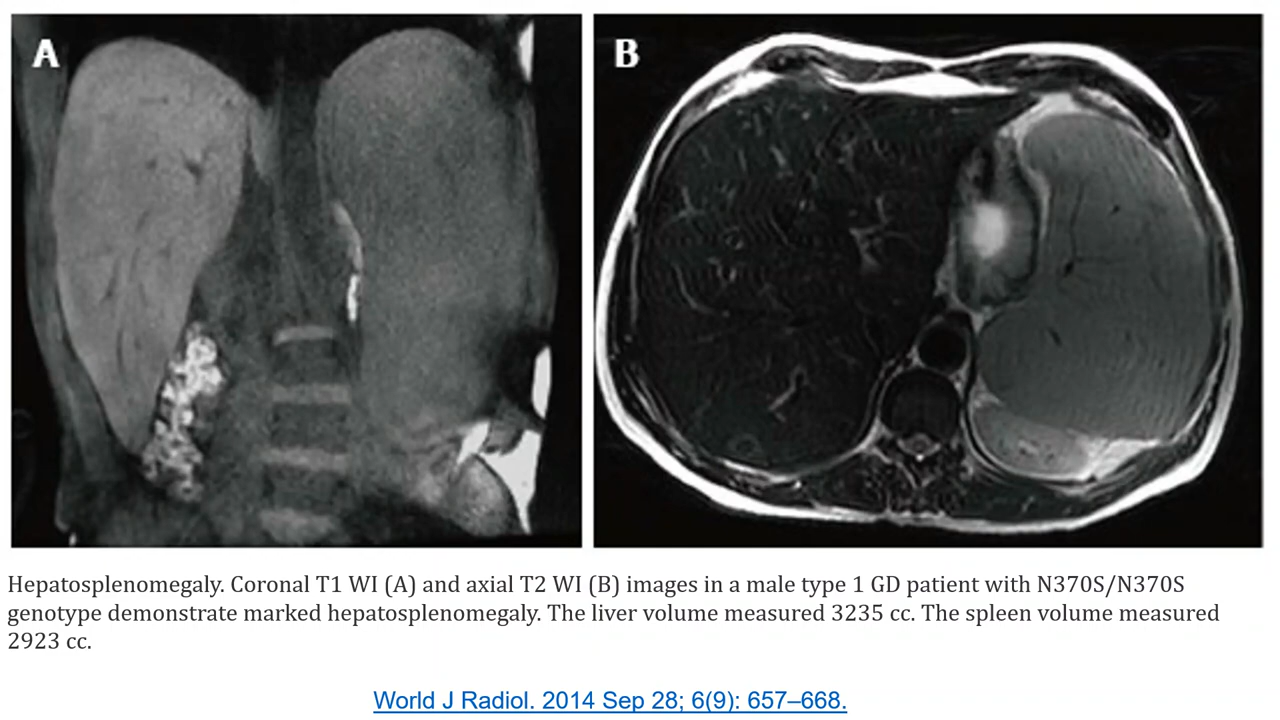 A
B
Hepatosplenomegaly. Coronal T1 WI (A) and axial T2 WI (B) images in a male type 1 GD patient with N370S/N370S
genotype demonstrate marked hepatosplenomegaly. The liver volume measured 3235 cc. The spleen volume measured
2923 cc.
World J Radiol. 2014 Sep 28; 6(9): 657–668.